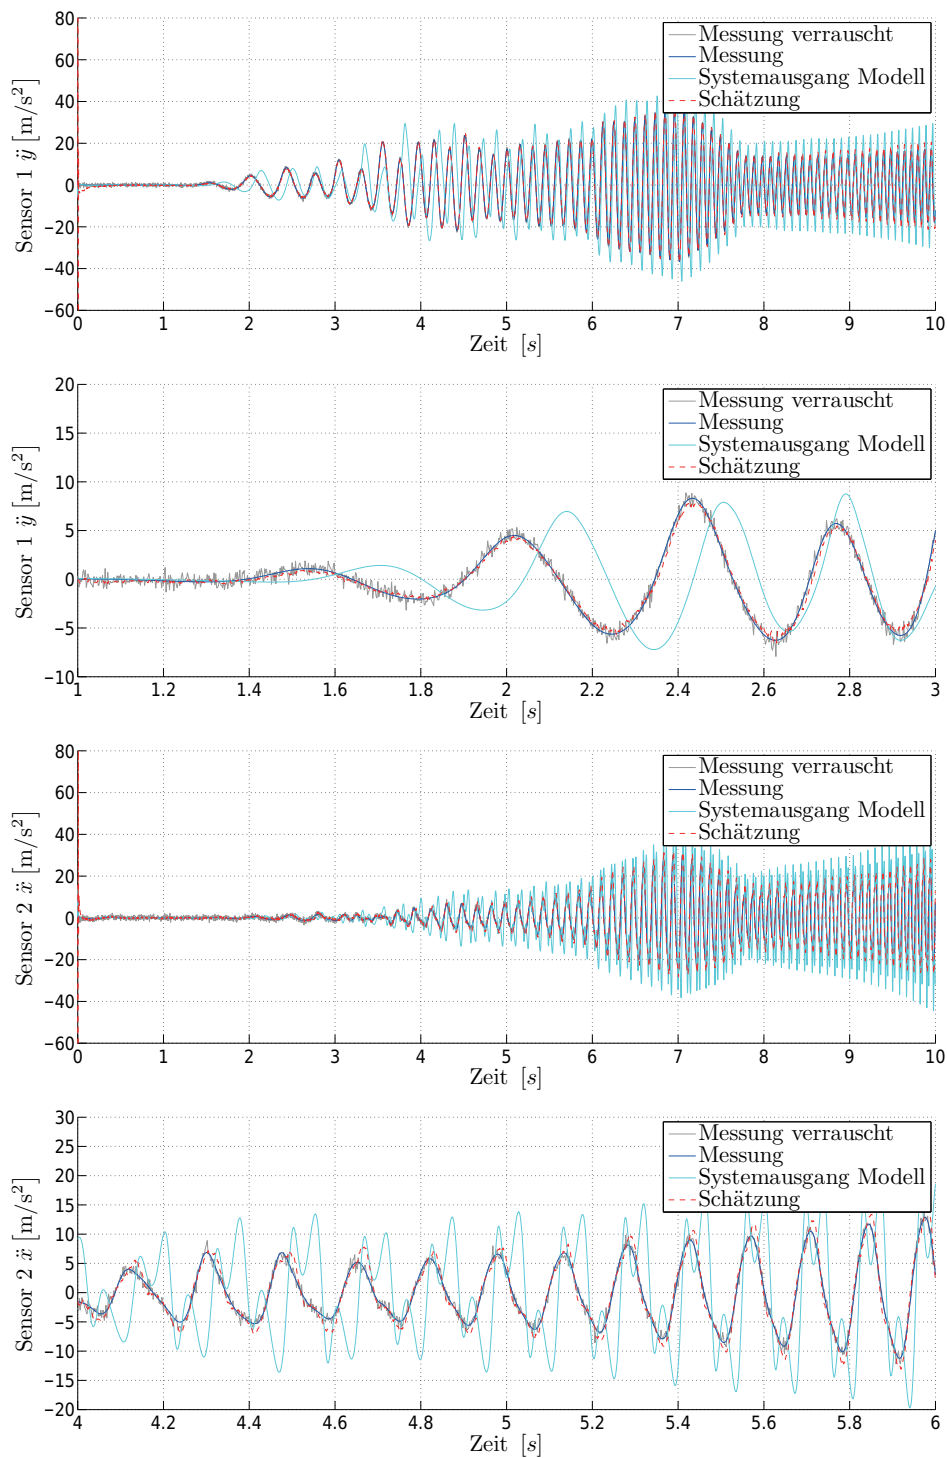 80
60
40
20
0
−20
−40
−60
Sensor 1 ÿ [m/s²]
Messung verrauscht
Messung
Systemausgang Modell
Schätzung
0 1 2 3 4 5 6 7 8 9 10
Zeit [s]
20
15
10
5
0
−5
−10
Sensor 1 ÿ [m/s²]
Messung verrauscht
Messung
Systemausgang Modell
Schätzung
1 1.2 1.4 1.6 1.8 2 2.2 2.4 2.6 2.8 3
Zeit [s]
80
60
40
20
0
−20
−40
−60
Sensor 2 ẍ [m/s²]
Messung verrauscht
Messung
Systemausgang Modell
Schätzung
0 1 2 3 4 5 6 7 8 9 10
Zeit [s]
30
25
20
15
10
5
0
−5
−10
−15
−20
Sensor 2 ẍ [m/s²]
Messung verrauscht
Messung
Systemausgang Modell
Schätzung
4 4.2 4.4 4.6 4.8 5 5.2 5.4 5.6 5.8 6
Zeit [s]